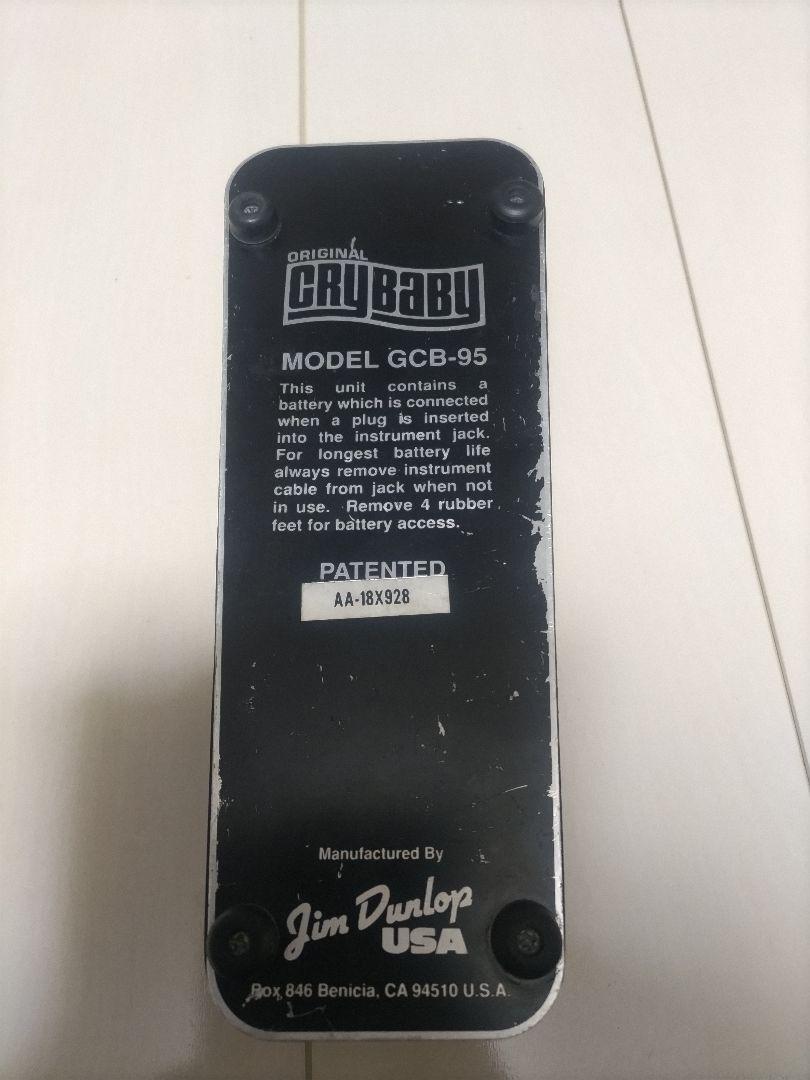 ORIGINAL
CRYBABY
MODEL GCB-95
This unit contains a
battery which is connected
when a plug is inserted
into the instrument jack.
For longest battery life
always remove instrument
cable from jack when not
in use. Remove 4 rubber
feet for battery access.
PATENTED
AA-18X928
Manufactured By
Jim Dunlop
USA
Box 846 Benicia, CA 94510 U.S.A.